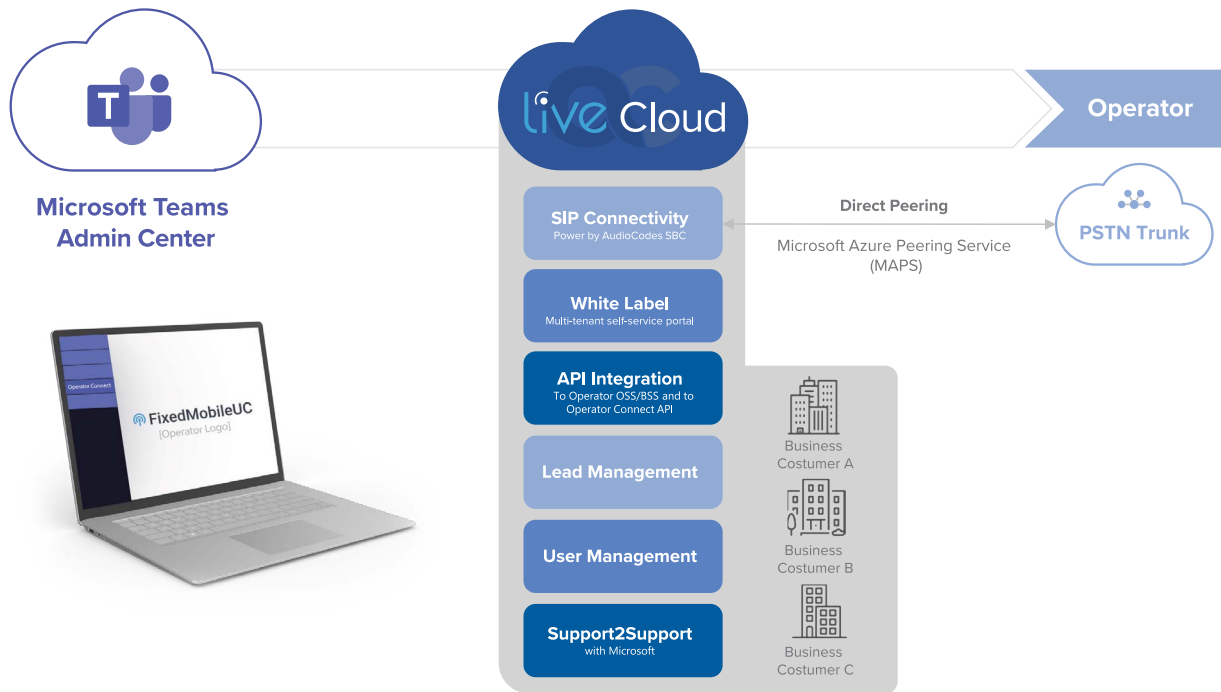 live Cloud
Operator
Microsoft Teams
Admin Center
T
SIP Connectivity
Power by AudioCodes SBC
Direct Peering
Microsoft Azure Peering Service
(MAPS)
PSTN Trunk
White Label
Multi-tenant self-service portal
API Integration
To Operator OSS/BSS and to
Operator Connect API
Operator Connect
FixedMobileUC
[Operator Logo]
Lead Management
User Management
Support2Support
with Microsoft
Business
Costumer A
Business
Costumer B
Business
Costumer C